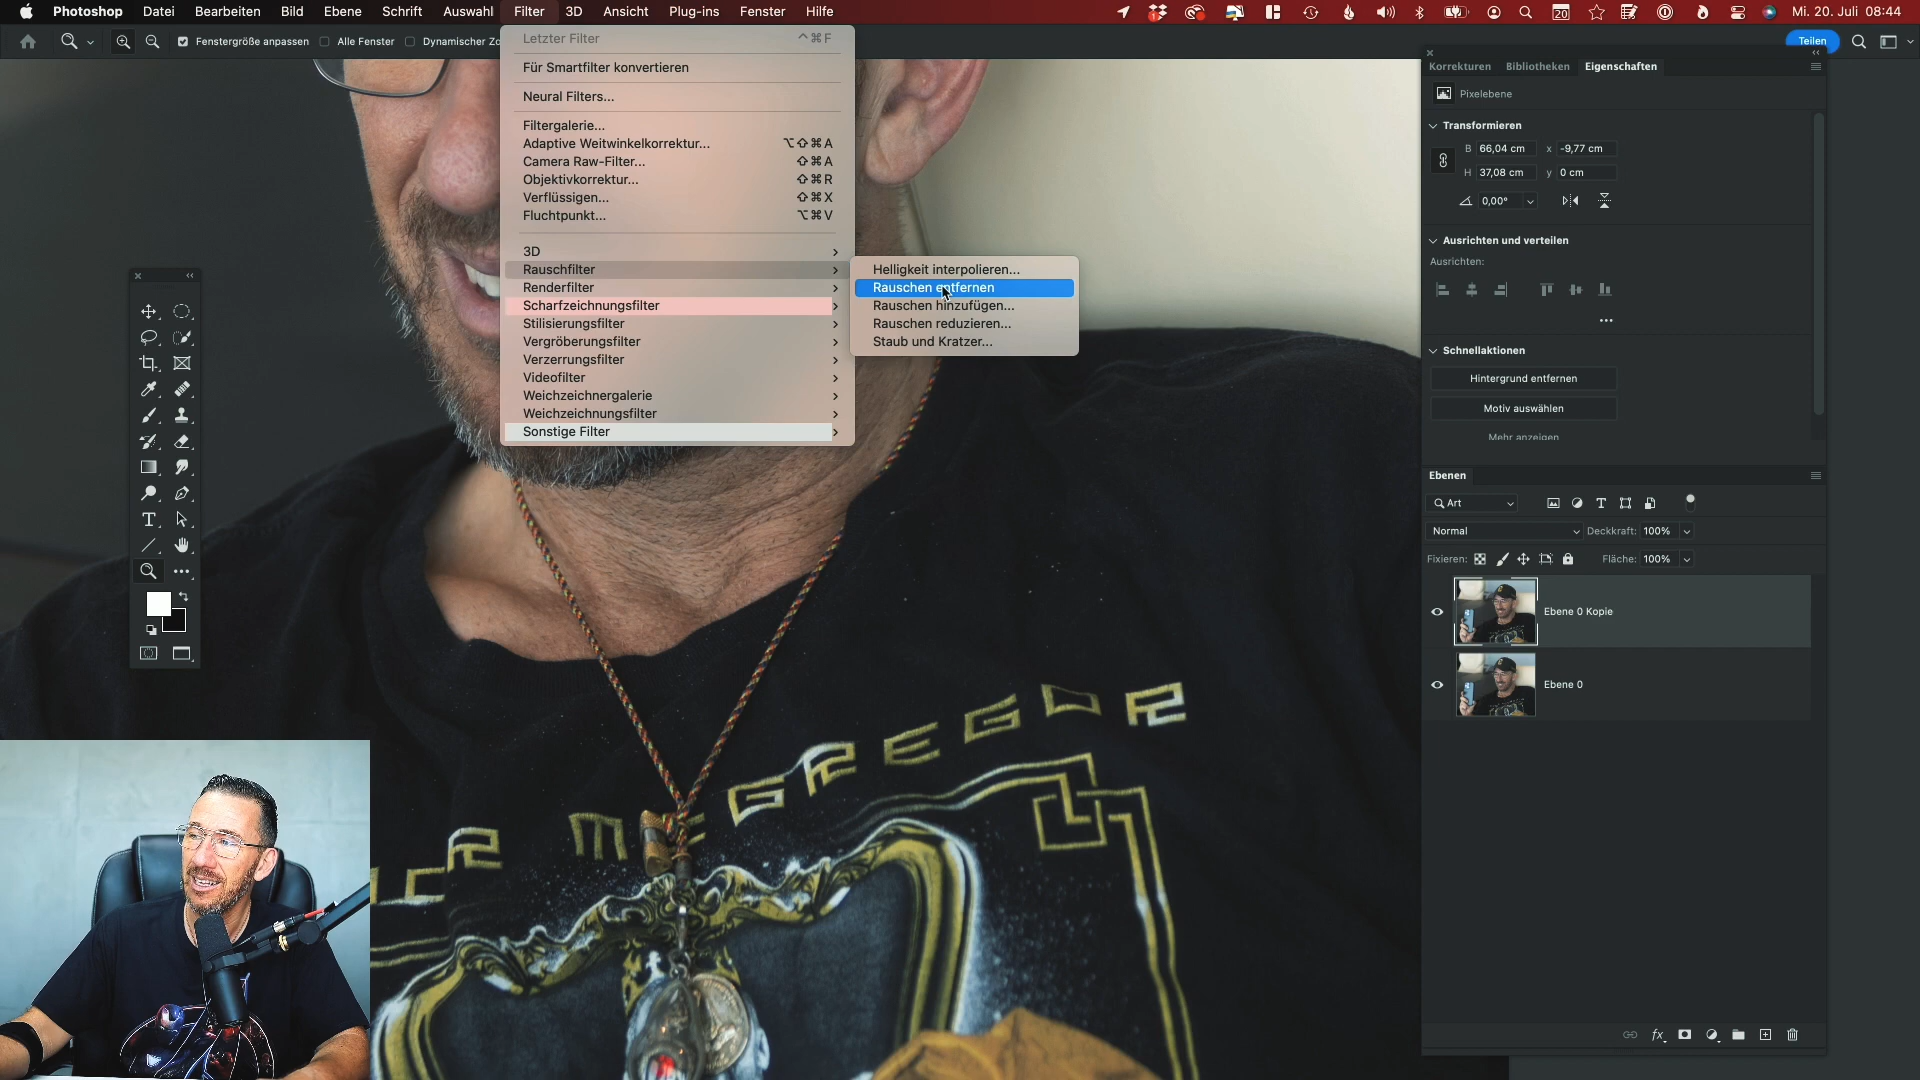 Photoshop Datei Bearbeiten Bild Ebene Schrift Auswahl Filter 3D Ansicht Plug-ins Fenster Hilfe 20 Mi. 20. Juli 08:44
Fenstergröße anpassen Alle Fenster Dynamischer Zo Teilen
Letzter Filter ^⌘F
Für Smartfilter konvertieren
Neural Filters...
Filtergalerie...
Adaptive Weitwinkelkorrektur... ⌥⇧⌘A
Camera Raw-Filter... ⇧⌘A
Objektivkorrektur... ⇧⌘R
Verflüssigen... ⇧⌘X
Fluchtpunkt... ⌥⌘V
3D
Rauschfilter
Renderfilter
Scharfzeichnungsfilter
Stilisierungsfilter
Vergröberungsfilter
Verzerrungsfilter
Videofilter
Weichzeichnergalerie
Weichzeichnungsfilter
Sonstige Filter
Helligkeit interpolieren...
Rauschen entfernen
Rauschen hinzufügen...
Rauschen reduzieren...
Staub und Kratzer...
Korrekturen Bibliotheken Eigenschaften
Pixelebene
Transformieren
B 66,04 cm x -9,77 cm
H 37,08 cm y 0 cm
0,00°
Ausrichten und verteilen
Ausrichten:
Schnellaktionen
Hintergrund entfernen
Motiv auswählen
Mehr anzeigen
Ebenen
Art
Normal Deckkraft: 100%
Fixieren: Fläche: 100%
Ebene 0 Kopie
Ebene 0
fx
MCGREGOR